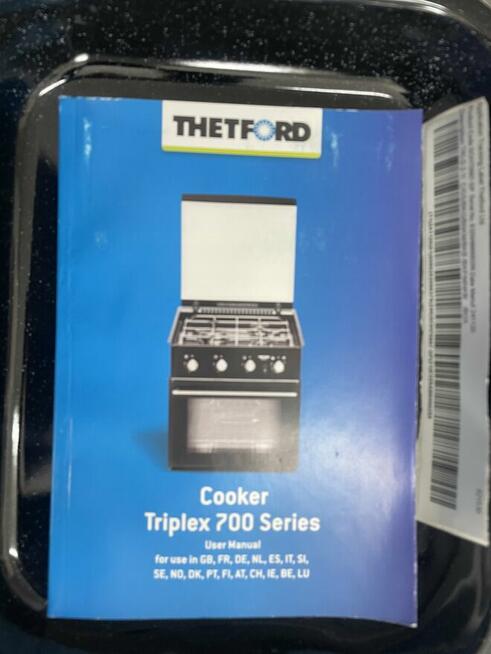 THETFORD
Cooker
Triplex 700 Series
User Manual
for use in GB, FR, DE, NL, ES, IT, SI,
SE, NO, DK, PT, FI, AT, CH, IE, BE, LU